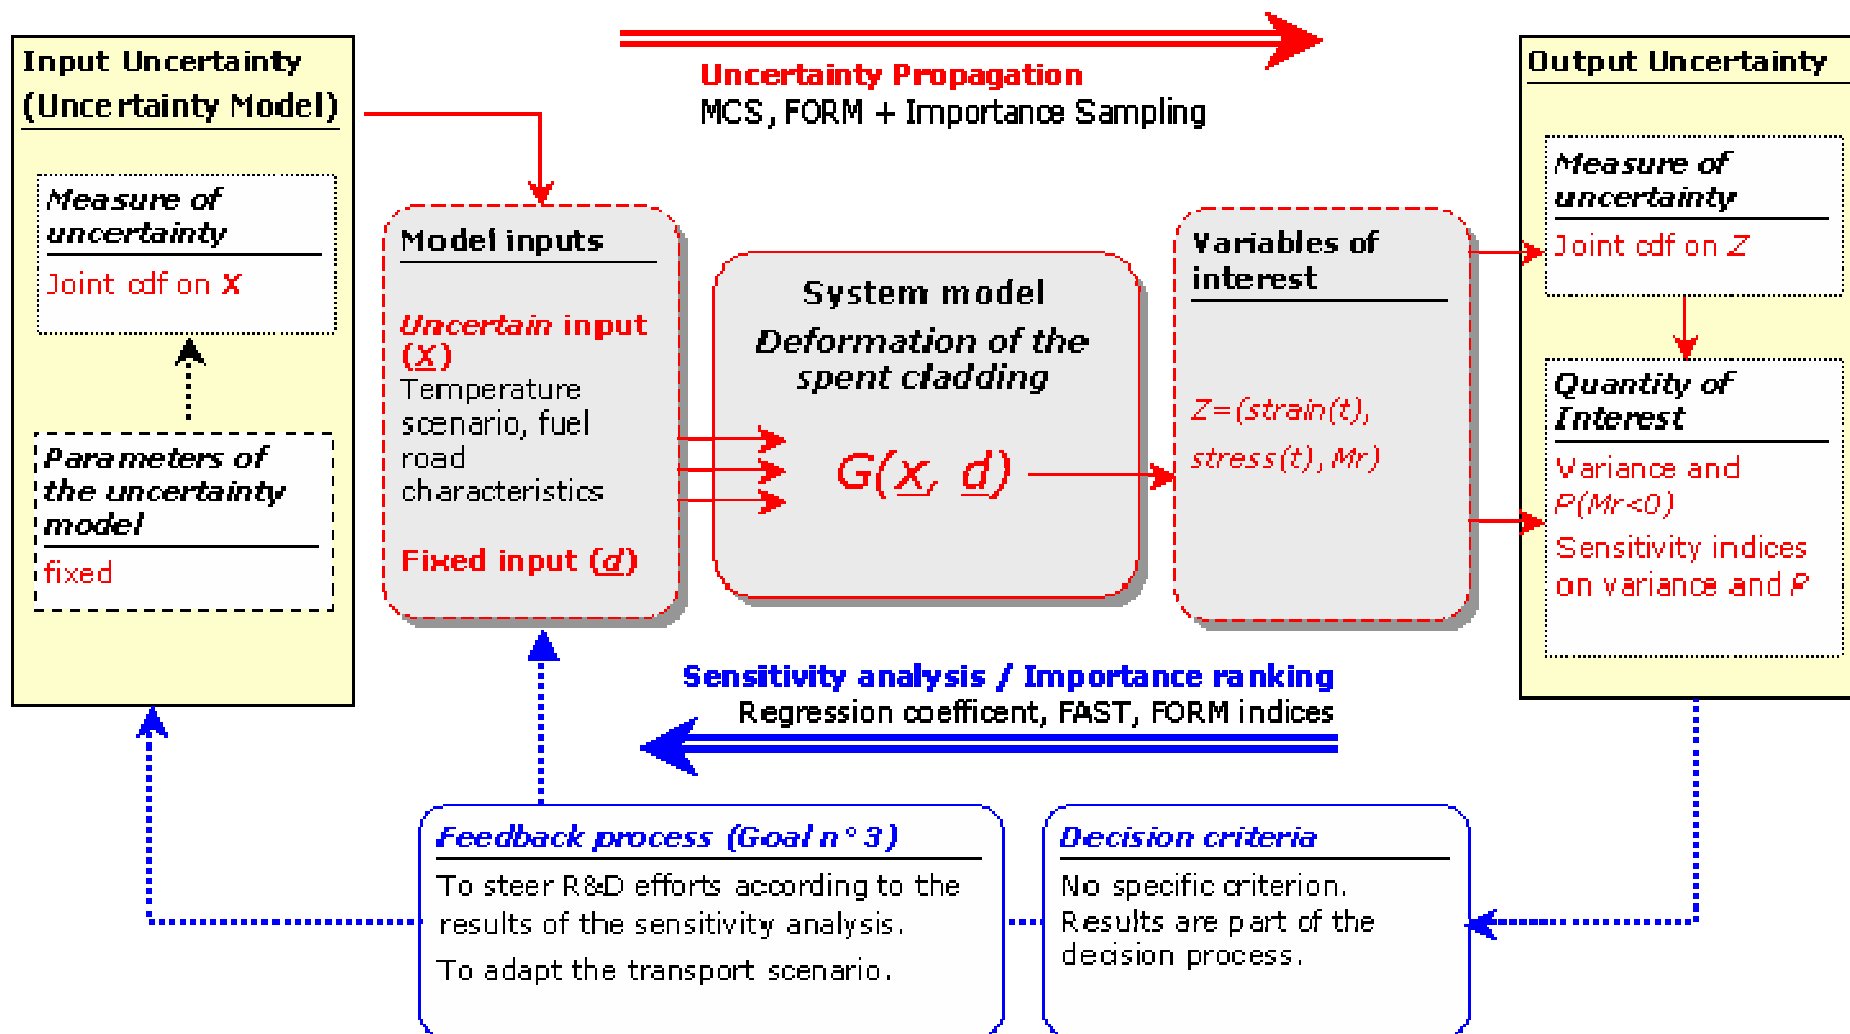 Input Uncertainty
(Uncertainty Model)
Measure of
uncertainty
Joint cdf on X
Parameters of
the uncertainty
model
fixed
Uncertainty Propagation
MCS, FORM + Importance Sampling
Model inputs
Uncertain input
(X)
Temperature
scenario, fuel
road
characteristics
Fixed input (d)
System model
Deformation of the
spent cladding
G(x, d)
Variables of
interest
Z=(strain(t),
stress(t), Mr)
Output Uncertainty
Measure of
uncertainty
Joint cdf on Z
Quantity of
Interest
Variance and
P(Mr<0)
Sensitivity indices
on variance and P
Sensitivity analysis / Importance ranking
Regression coefficent, FAST, FORM indices
Feedback process (Goal n° 3)
To steer R&D efforts according to the
results of the sensitivity analysis.
To adapt the transport scenario.
Decision criteria
No specific criterion.
Results are part of the
decision process.